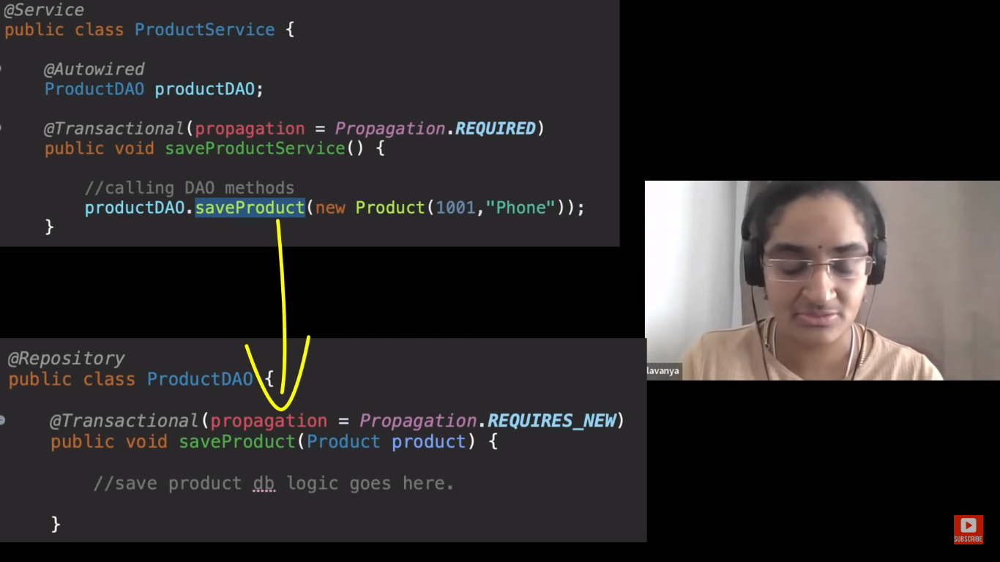 @Service
public class ProductService {
@Autowired
ProductDAO productDAO;
@Transactional(propagation = Propagation.REQUIRED)
public void saveProductService() {
//calling DAO methods
productDAO.saveProduct(new Product(1001,"Phone"));
}
lavanya
@Repository
public class ProductDAO {
@Transactional(propagation = Propagation.REQUIRES_NEW)
public void saveProduct(Product product) {
//save product db logic goes here.
}
SUBSCRIBE